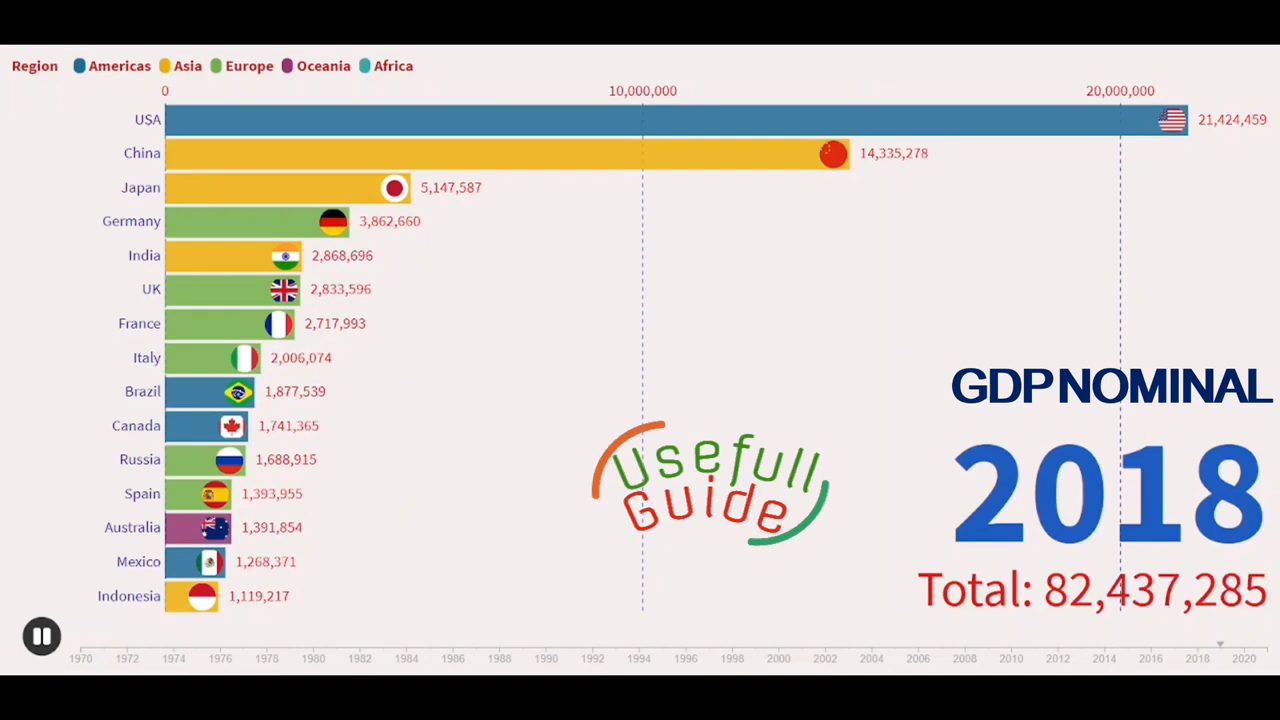 Region Americas Asia Europe Oceania Africa
0 10,000,000 20,000,000
USA 21,424,459
China 14,335,278
Japan 5,147,587
Germany 3,862,660
India 2,868,696
UK 2,833,596
France 2,717,993
Italy 2,006,074
Brazil 1,877,539
Canada 1,741,365
Russia 1,688,915
Spain 1,393,955
Australia 1,391,854
Mexico 1,268,371
Indonesia 1,119,217
GDP NOMINAL
2018
Total: 82,437,285
Usefull
Guide
1970 1972 1974 1976 1978 1980 1982 1984 1986 1988 1990 1992 1994 1996 1998 2000 2002 2004 2006 2008 2010 2012 2014 2016 2018 2020